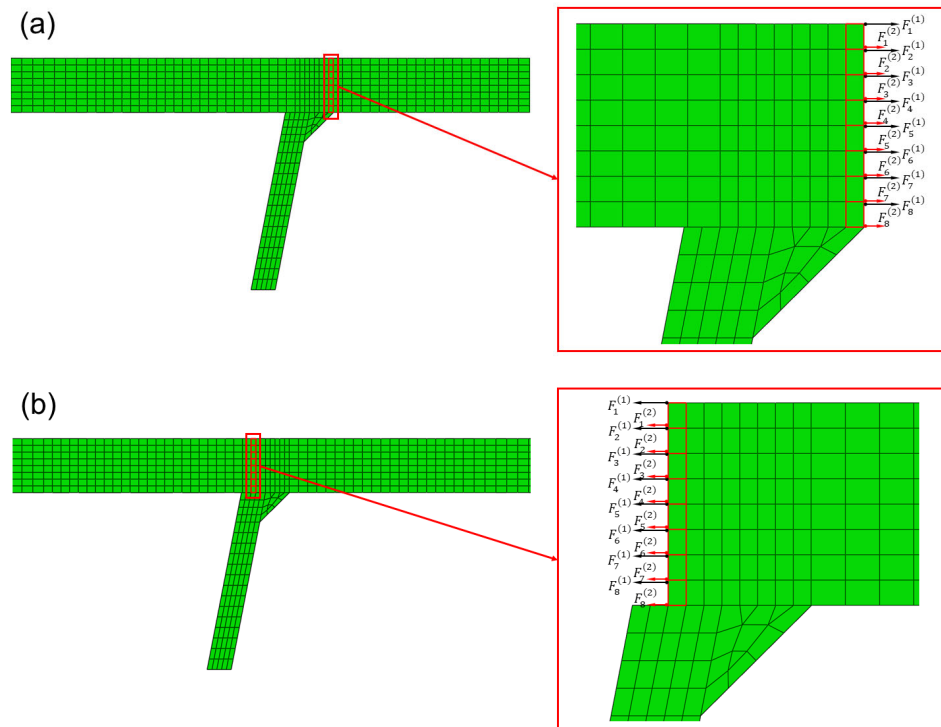 (a)
F₁⁽¹⁾
F₁⁽²⁾
F₂⁽¹⁾
F₂⁽²⁾
F₃⁽¹⁾
F₃⁽²⁾
F₄⁽¹⁾
F₄⁽²⁾
F₅⁽¹⁾
F₅⁽²⁾
F₆⁽¹⁾
F₆⁽²⁾
F₇⁽¹⁾
F₇⁽²⁾
F₈⁽¹⁾
F₈⁽²⁾
(b)
F₁⁽¹⁾
F₁⁽²⁾
F₂⁽¹⁾
F₂⁽²⁾
F₃⁽¹⁾
F₃⁽²⁾
F₄⁽¹⁾
F₄⁽²⁾
F₅⁽¹⁾
F₅⁽²⁾
F₆⁽¹⁾
F₆⁽²⁾
F₇⁽¹⁾
F₇⁽²⁾
F₈⁽¹⁾
F₈⁽²⁾